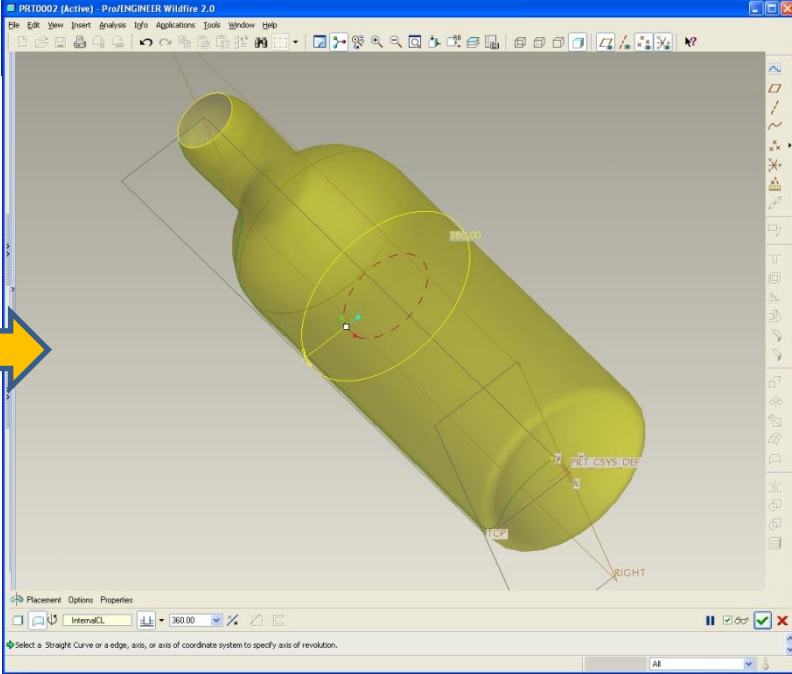 PRT0002 (Active) - Pro/ENGINEER Wildfire 2.0
File Edit View Insert Analysis Info Applications Tools Window Help
360.00
PRT_CSYS_DEF
TOP
RIGHT
Placement Options Properties
InternalCL 360.00
Select a Straight Curve or a edge, axis, or axis of coordinate system to specify axis of revolution.
All